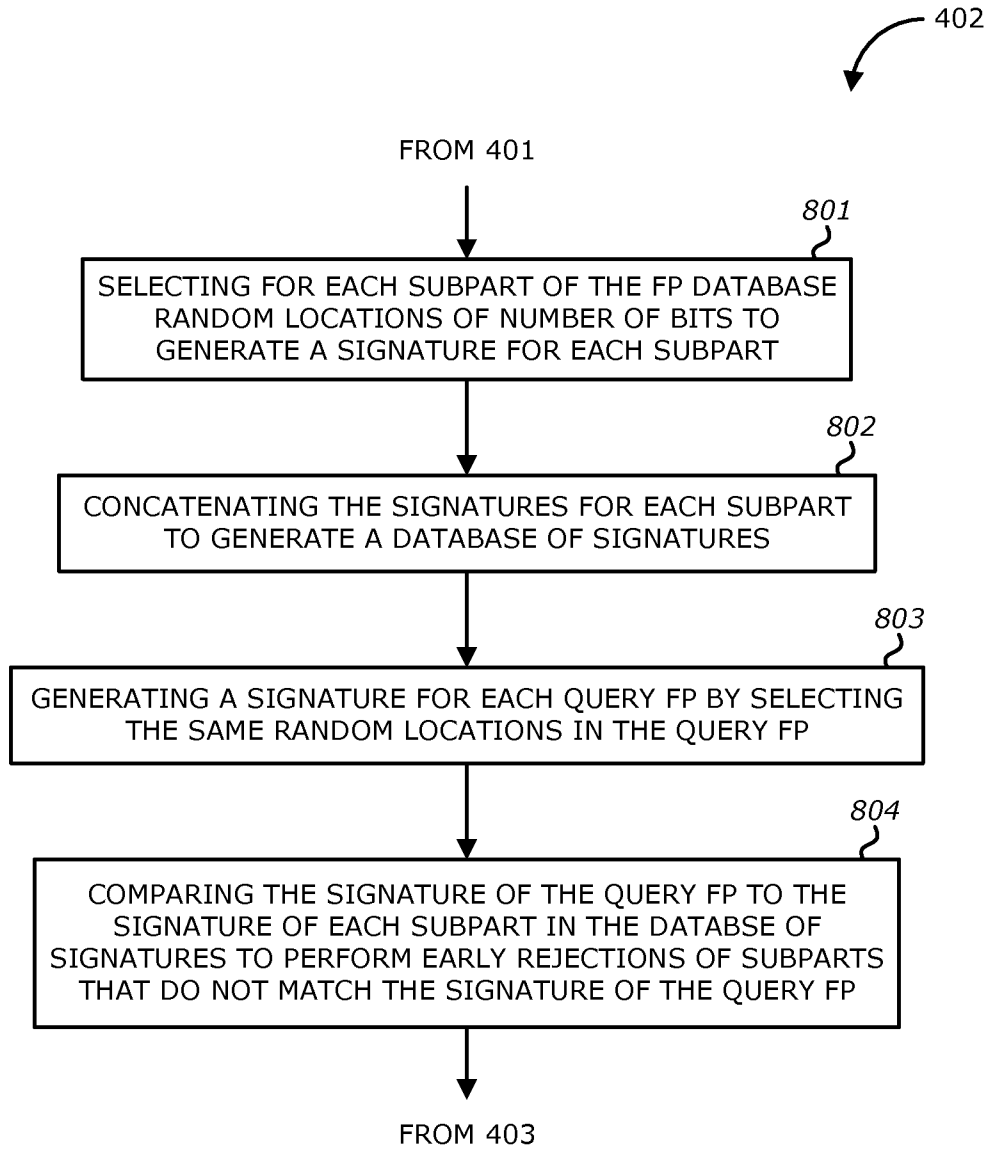 402
FROM 401
801
SELECTING FOR EACH SUBPART OF THE FP DATABASE
RANDOM LOCATIONS OF NUMBER OF BITS TO
GENERATE A SIGNATURE FOR EACH SUBPART
802
CONCATENATING THE SIGNATURES FOR EACH SUBPART
TO GENERATE A DATABASE OF SIGNATURES
803
GENERATING A SIGNATURE FOR EACH QUERY FP BY SELECTING
THE SAME RANDOM LOCATIONS IN THE QUERY FP
804
COMPARING THE SIGNATURE OF THE QUERY FP TO THE
SIGNATURE OF EACH SUBPART IN THE DATABSE OF
SIGNATURES TO PERFORM EARLY REJECTIONS OF SUBPARTS
THAT DO NOT MATCH THE SIGNATURE OF THE QUERY FP
FROM 403